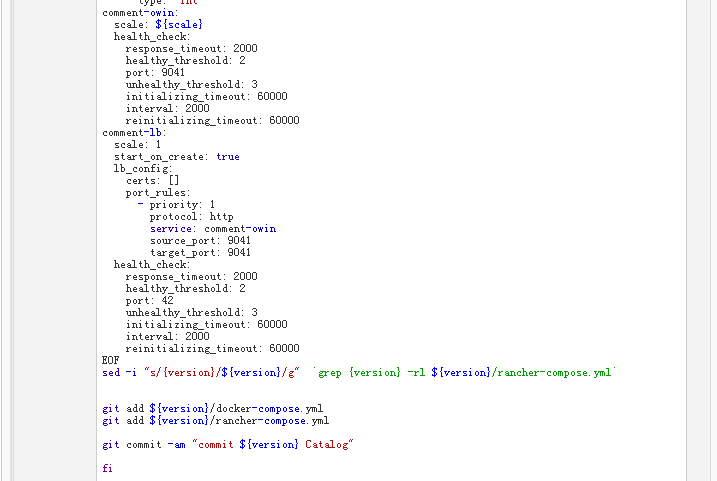 type: "int"
comment-owin:
  scale: ${scale}
  health_check:
    response_timeout: 2000
    healthy_threshold: 2
    port: 9041
    unhealthy_threshold: 3
    initializing_timeout: 60000
    interval: 2000
    reinitializing_timeout: 60000
comment-lb:
  scale: 1
  start_on_create: true
  lb_config:
    certs: []
    port_rules:
      - priority: 1
        protocol: http
        service: comment-owin
        source_port: 9041
        target_port: 9041
  health_check:
    response_timeout: 2000
    healthy_threshold: 2
    port: 42
    unhealthy_threshold: 3
    initializing_timeout: 60000
    interval: 2000
    reinitializing_timeout: 60000
EOF
sed -i "s/{version}/${version}/g"  `grep {version} -rl ${version}/rancher-compose.yml`
git add ${version}/docker-compose.yml
git add ${version}/rancher-compose.yml
git commit -am "commit ${version} Catalog"
fi